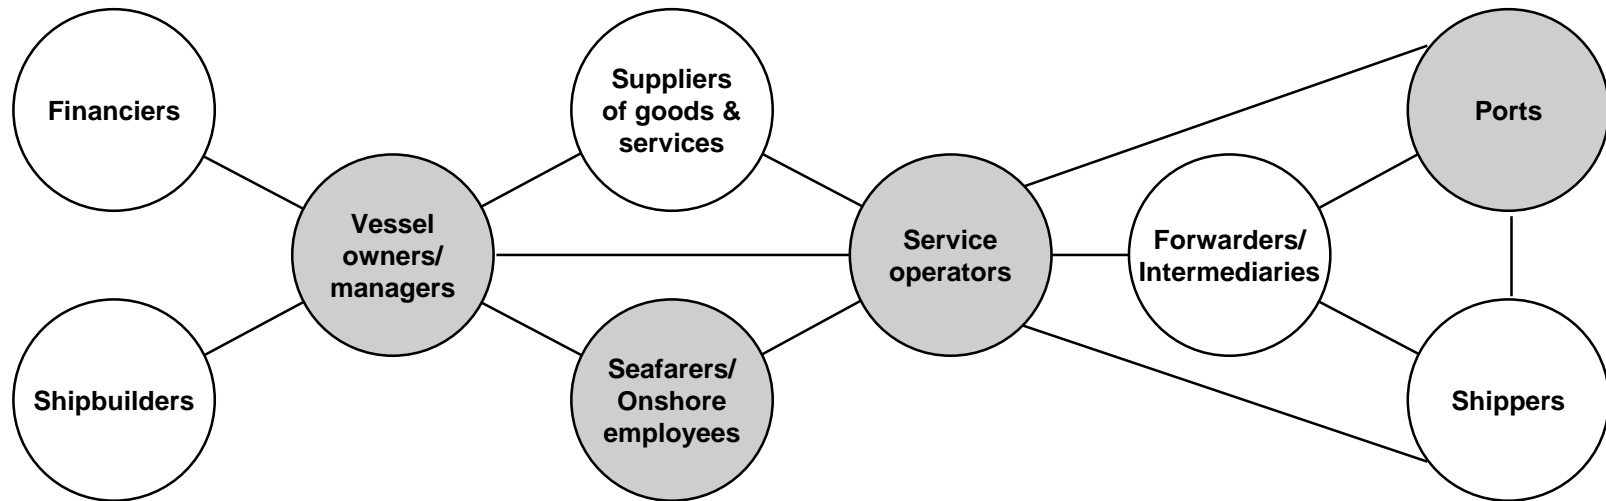 Financiers
Suppliers
of goods &
services
Ports
Vessel
owners/
managers
Service
operators
Forwarders/
Intermediaries
Shipbuilders
Seafarers/
Onshore
employees
Shippers